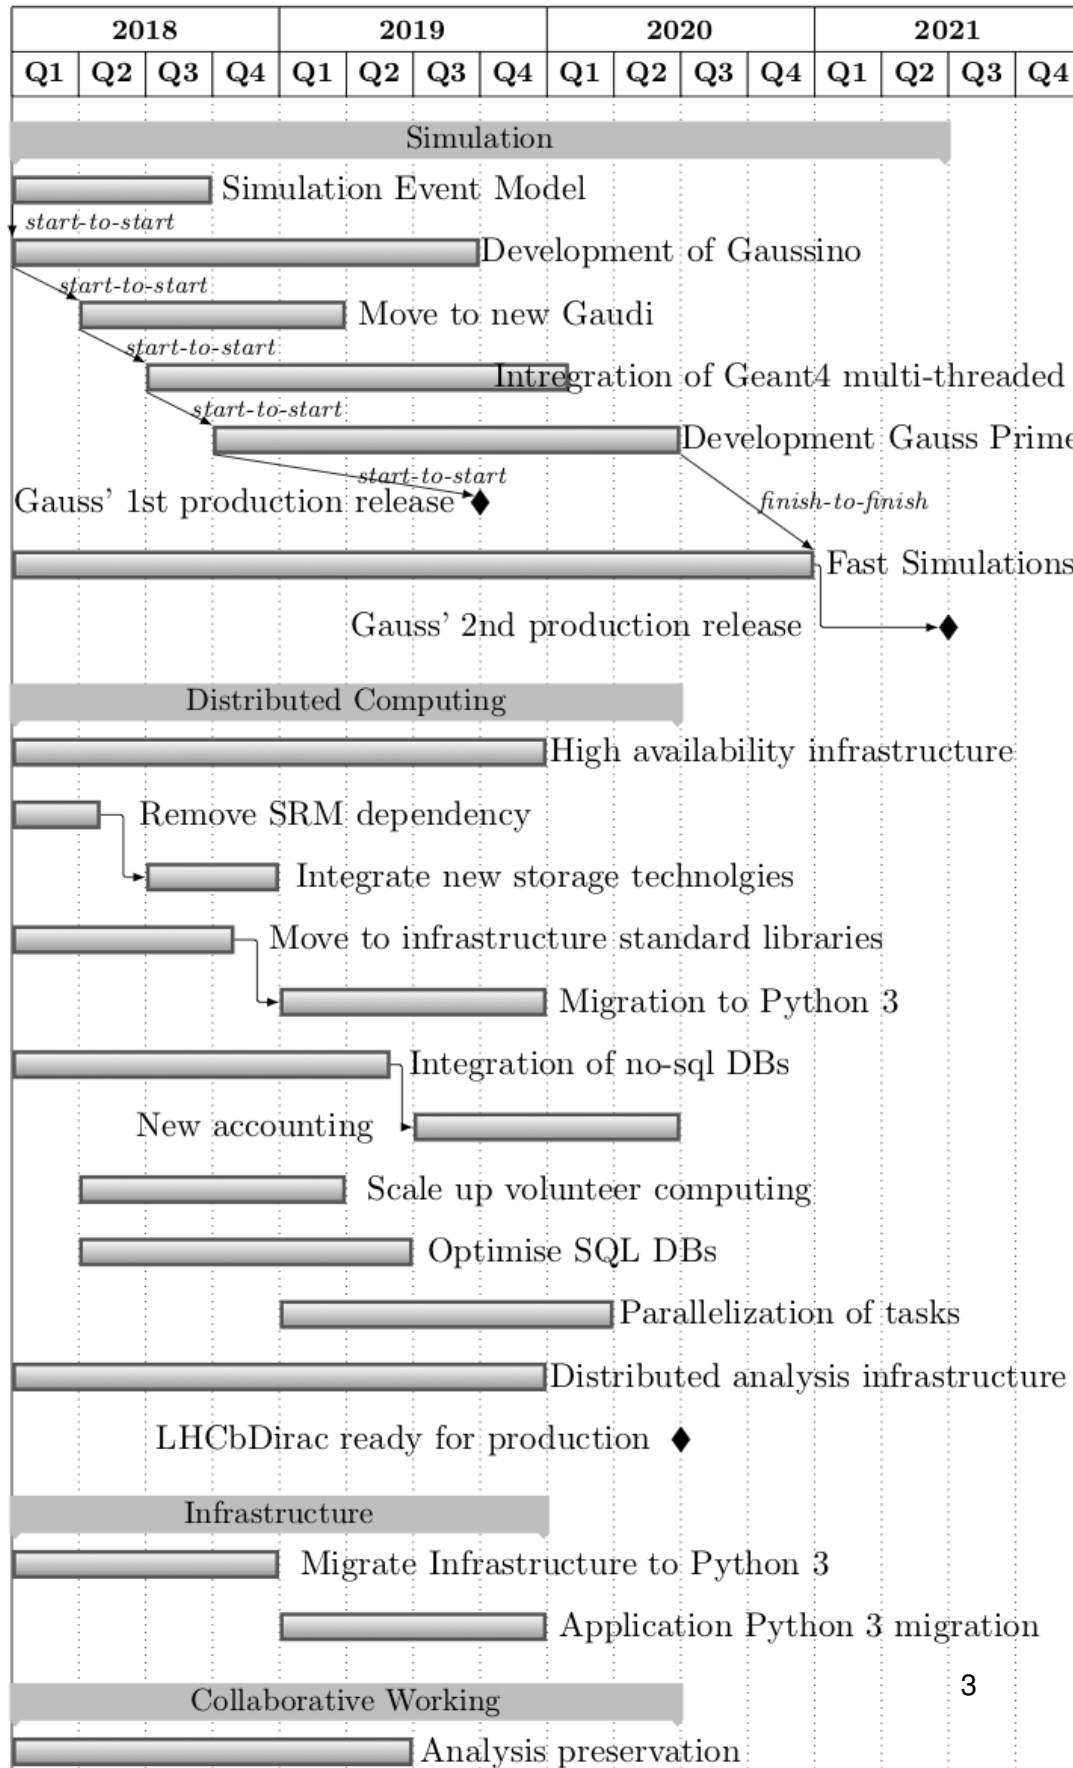 2018 2019 2020 2021
Q1 Q2 Q3 Q4 Q1 Q2 Q3 Q4 Q1 Q2 Q3 Q4 Q1 Q2 Q3 Q4
Simulation
Simulation Event Model
start-to-start
Development of Gaussino
start-to-start
Move to new Gaudi
start-to-start
Intregration of Geant4 multi-threaded
start-to-start
Development Gauss Prime
start-to-start
Gauss' 1st production release
finish-to-finish
Fast Simulations
Gauss' 2nd production release
Distributed Computing
High availability infrastructure
Remove SRM dependency
Integrate new storage technolgies
Move to infrastructure standard libraries
Migration to Python 3
Integration of no-sql DBs
New accounting
Scale up volunteer computing
Optimise SQL DBs
Parallelization of tasks
Distributed analysis infrastructure
LHCbDirac ready for production
Infrastructure
Migrate Infrastructure to Python 3
Application Python 3 migration
3
Collaborative Working
Analysis preservation